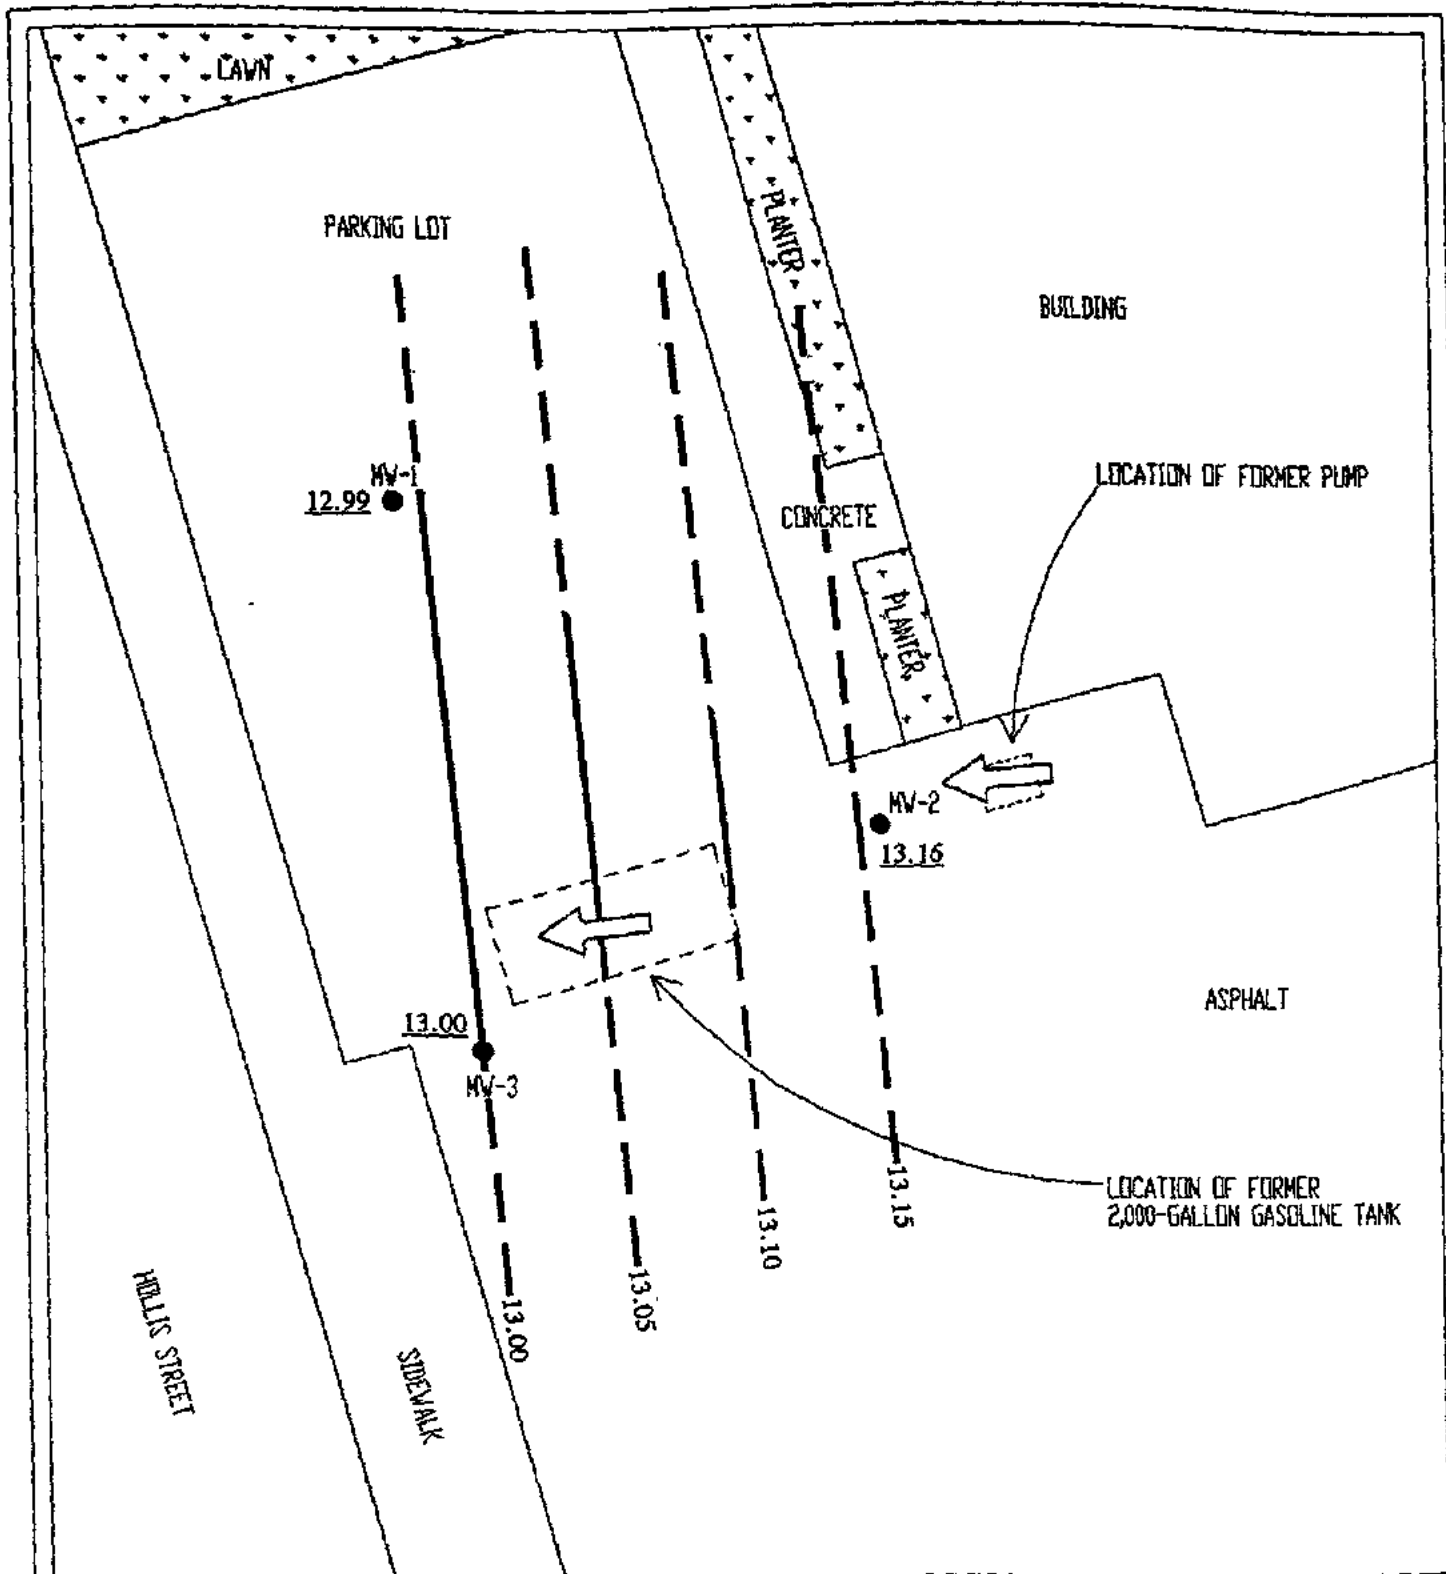 LAWN
PARKING LOT
PLANTER
BUILDING
MW-1
12.99
LOCATION OF FORMER PUMP
CONCRETE
PLANTER
MW-2
13.16
13.00
MW-3
ASPHALT
LOCATION OF FORMER
2,000-GALLON GASOLINE TANK
13.15
13.10
13.05
13.00
HOLLIS STREET
SIDEWALK